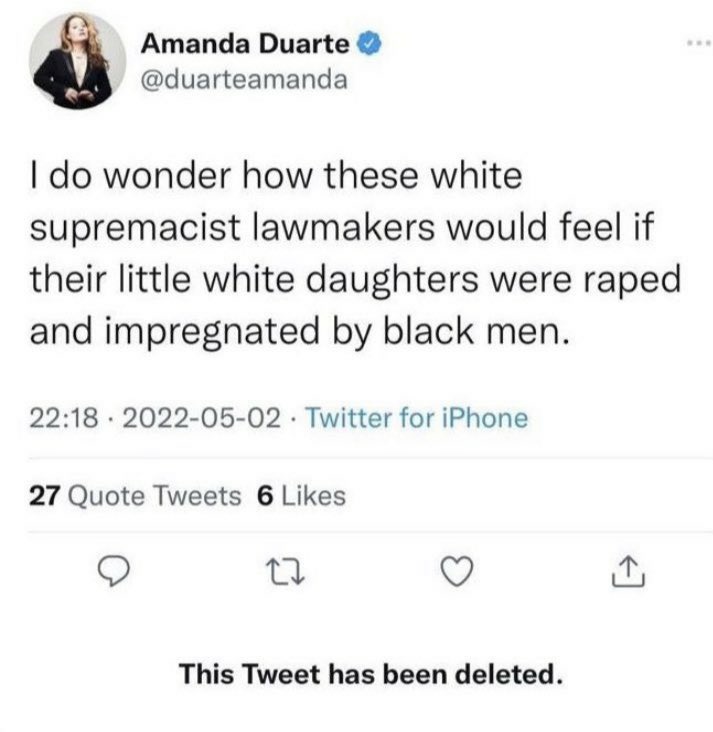 Amanda Duarte
@duarteamanda
I do wonder how these white
supremacist lawmakers would feel if
their little white daughters were raped
and impregnated by black men.
22:18 · 2022-05-02 · Twitter for iPhone
27 Quote Tweets 6 Likes
This Tweet has been deleted.